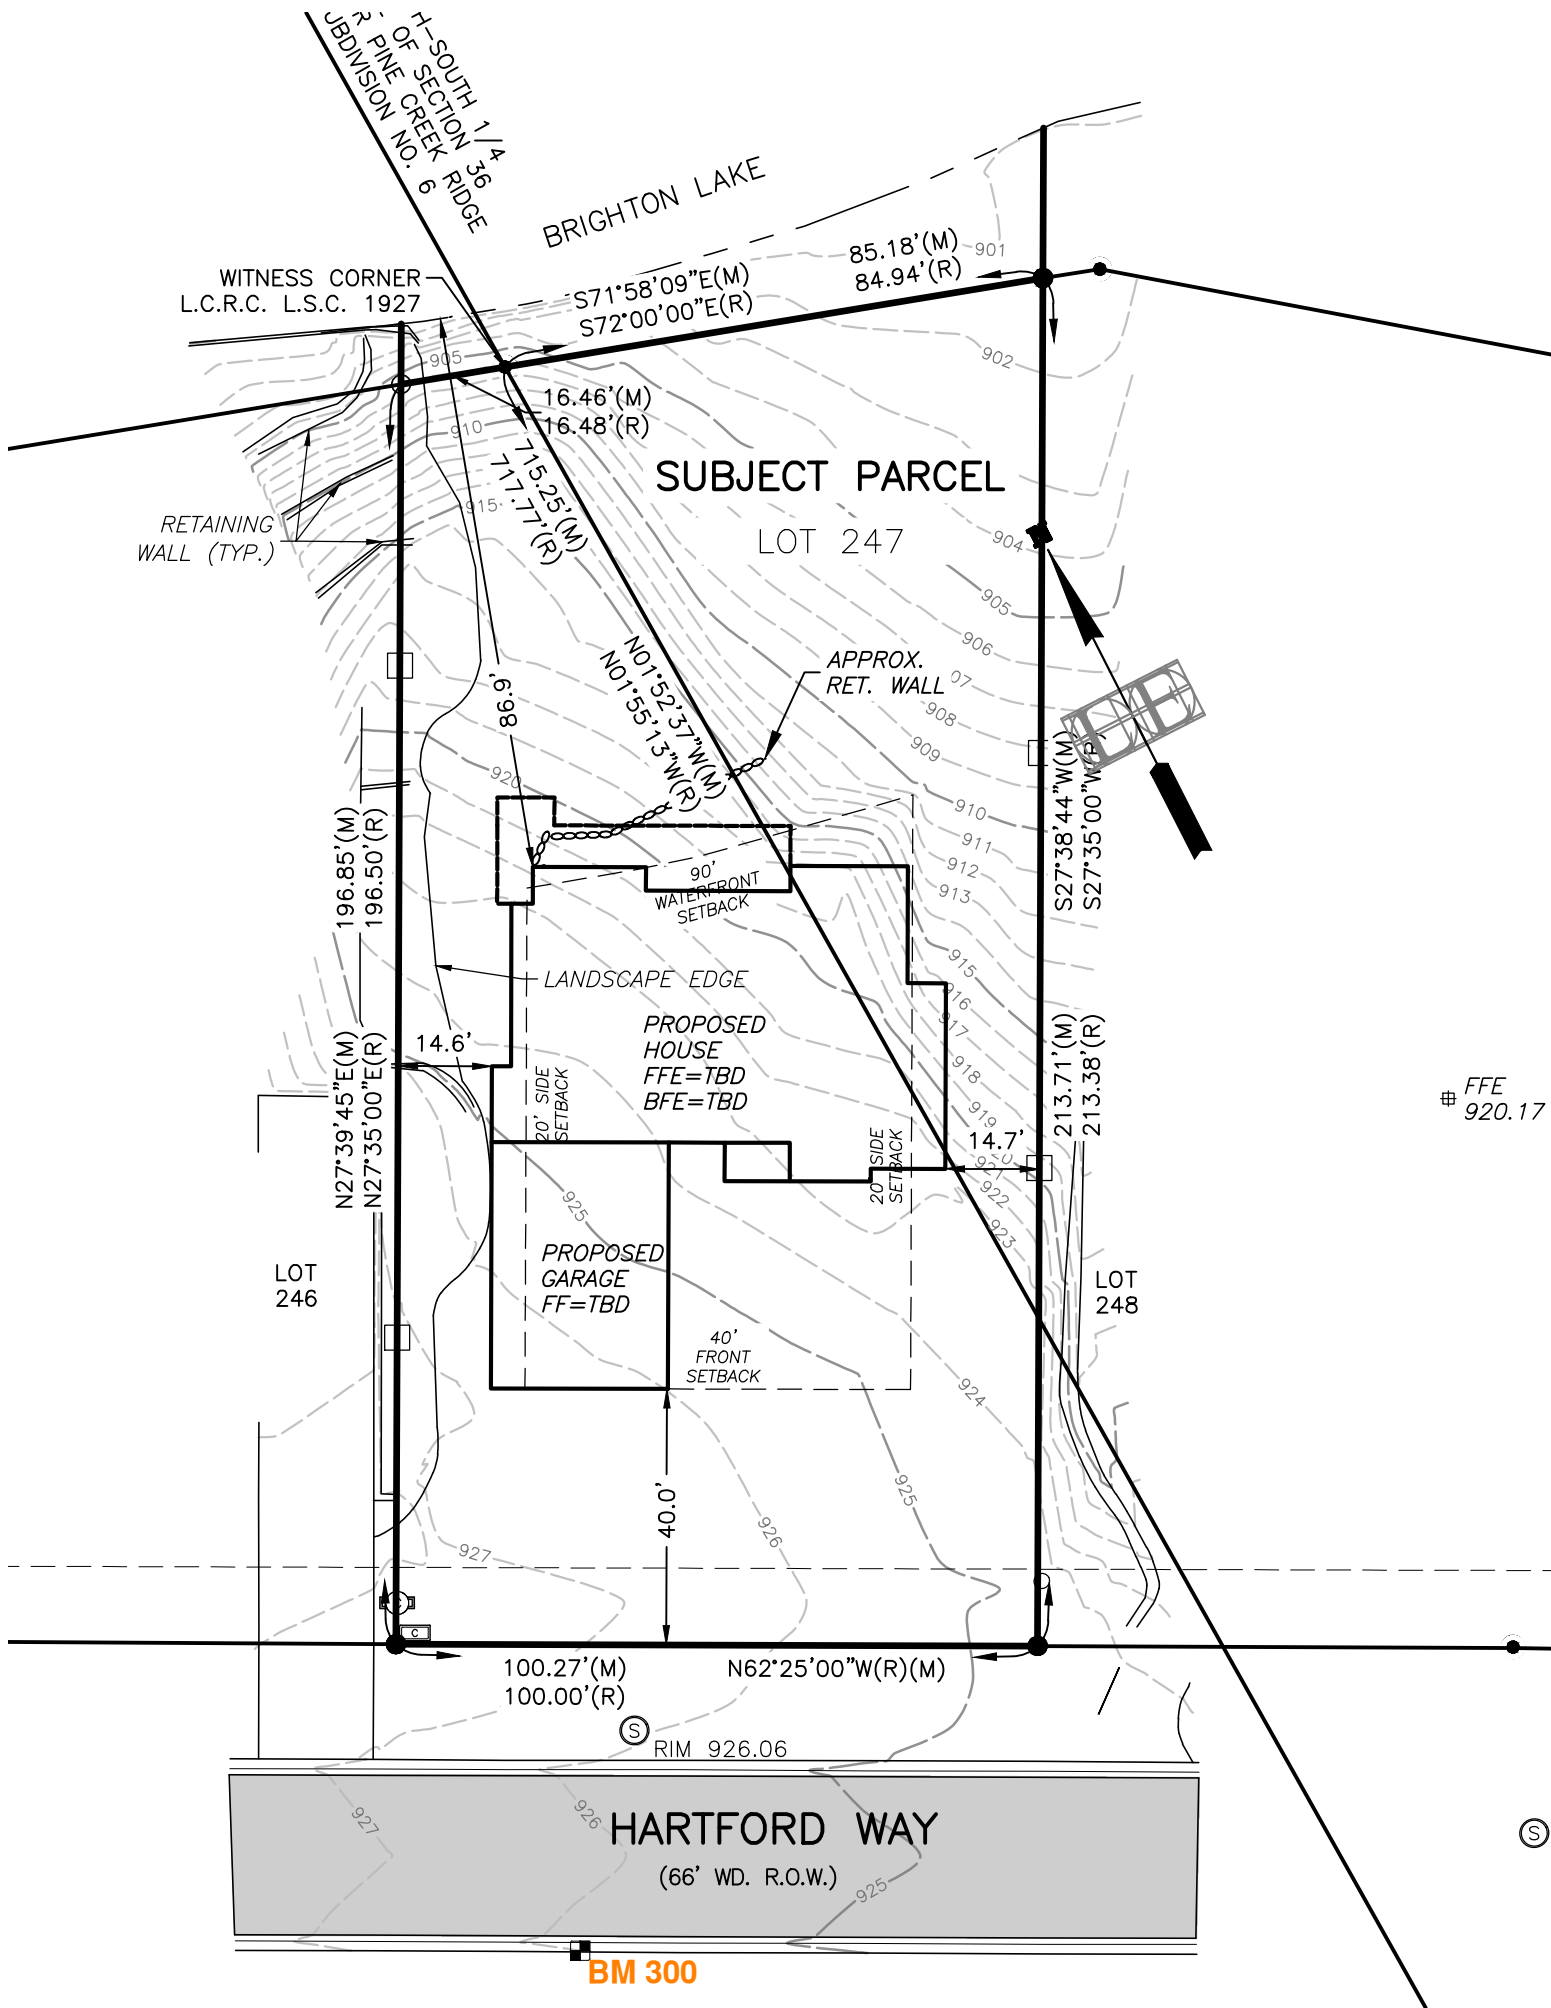 H-SOUTH 1/4
OF SECTION 36
R PINE CREEK RIDGE
UBDIVISION NO. 6
BRIGHTON LAKE
WITNESS CORNER
L.C.R.C. L.S.C. 1927
S71°58'09"E(M)
S72°00'00"E(R)
85.18'(M)
84.94'(R)
901
902
905
16.46'(M)
16.48'(R)
910
715.25'(M)
717.77'(R)
915
SUBJECT PARCEL
LOT 247
RETAINING
WALL (TYP.)
904
905
906
07
908
909
910
911
912
913
N01°52'37"W(M)
N01°55'13"W(R)
APPROX.
RET. WALL
86.9'
920
S27°38'44"W(M)
S27°35'00"W(R)
196.85'(M)
196.50'(R)
90'
WATERFRONT
SETBACK
LANDSCAPE EDGE
915
916
917
918
919
20
921
922
923
PROPOSED
HOUSE
FFE=TBD
BFE=TBD
14.6'
N27°39'45"E(M)
N27°35'00"E(R)
20' SIDE
SETBACK
20' SIDE
SETBACK
14.7'
213.71'(M)
213.38'(R)
FFE
920.17
925
PROPOSED
GARAGE
FF=TBD
LOT
246
LOT
248
40'
FRONT
SETBACK
924
40.0'
925
926
927
C
C
100.27'(M)
100.00'(R)
N62°25'00"W(R)(M)
S
RIM 926.06
HARTFORD WAY
(66' WD. R.O.W.)
927
926
925
S
BM 300